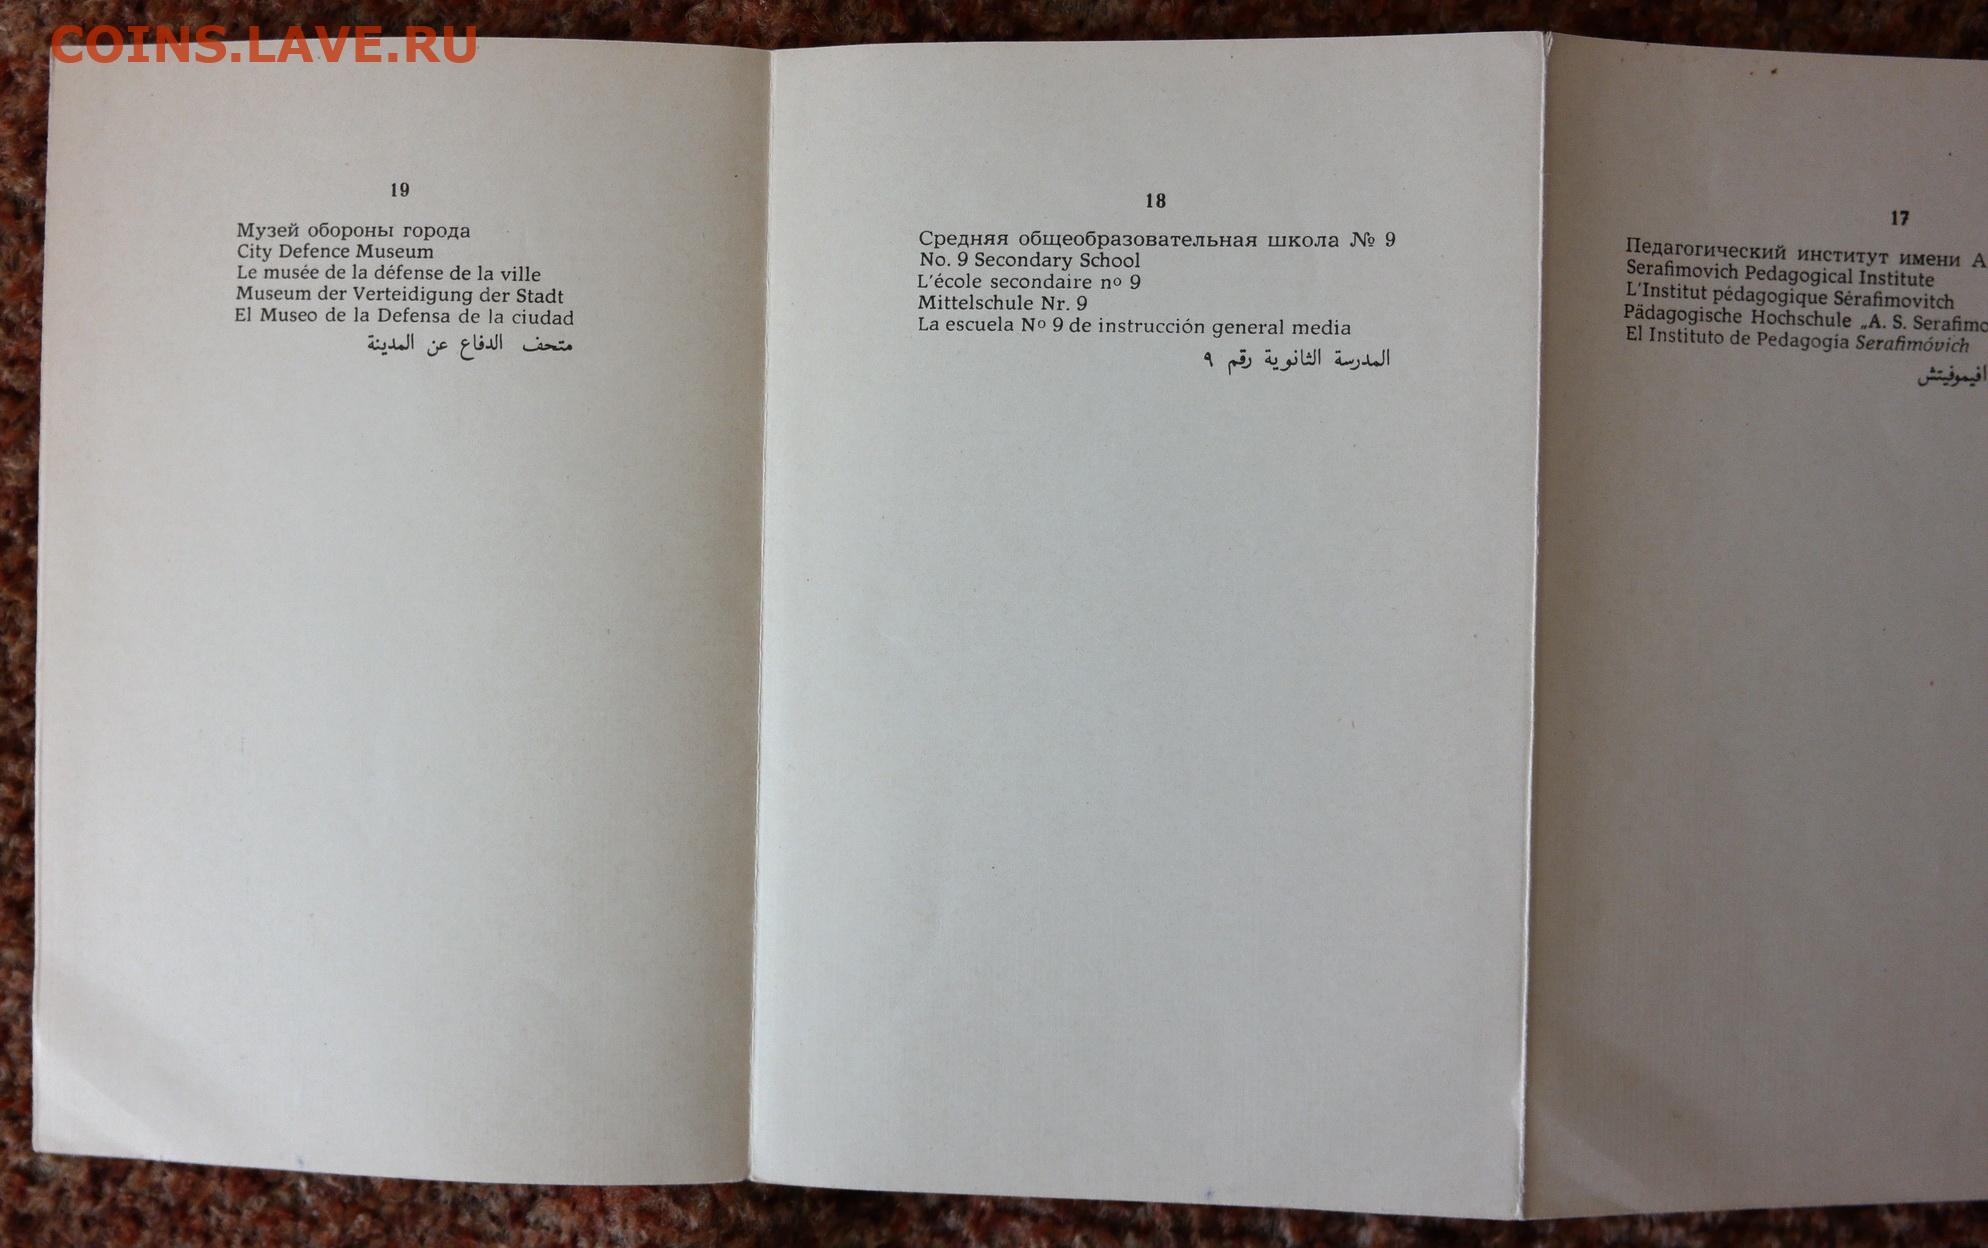 COINS.LAVE.RU
19
Музей обороны города
City Defence Museum
Le musée de la défense de la ville
Museum der Verteidigung der Stadt
El Museo de la Defensa de la ciudad
متحف الدفاع عن المدينة
18
Средняя общеобразовательная школа № 9
No. 9 Secondary School
L'école secondaire nº 9
Mittelschule Nr. 9
La escuela Nº 9 de instrucción general media
المدرسة الثانوية رقم ٩
17
Педагогический институт имени А
Serafimovich Pedagogical Institute
L'Institut pédagogique Sérafimovitch
Pädagogische Hochschule „A. S. Serafimo
El Instituto de Pedagogía Serafimóvich
افيموفيتش